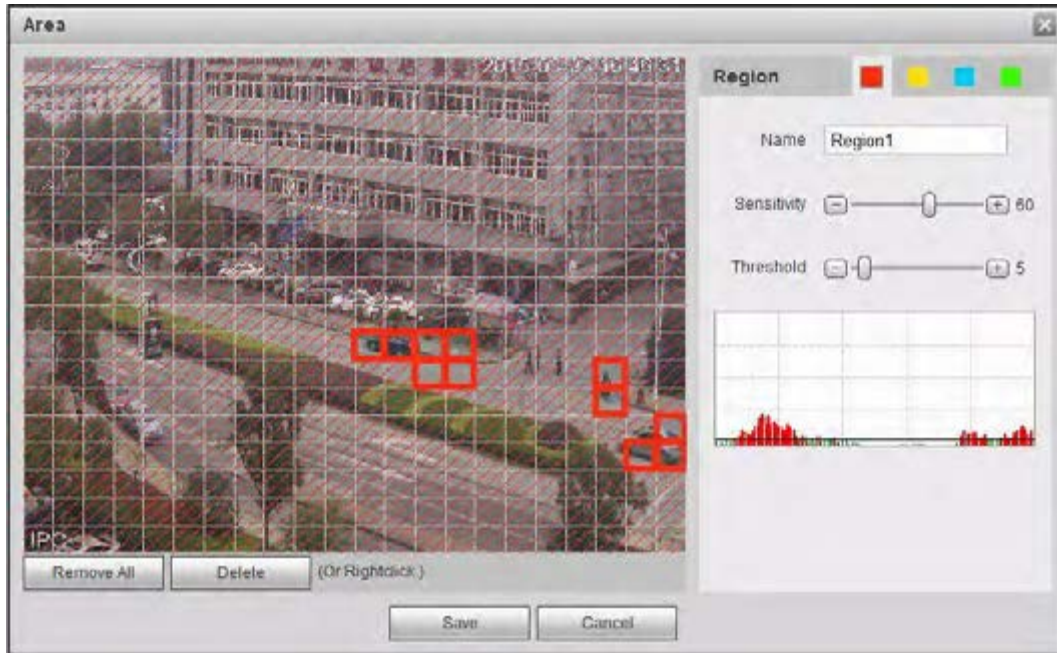 Area
Region
Name Region1
Sensitivity 60
Threshold 5
IPC
Remove All
Delete
(Or Rightclick )
Save
Cancel